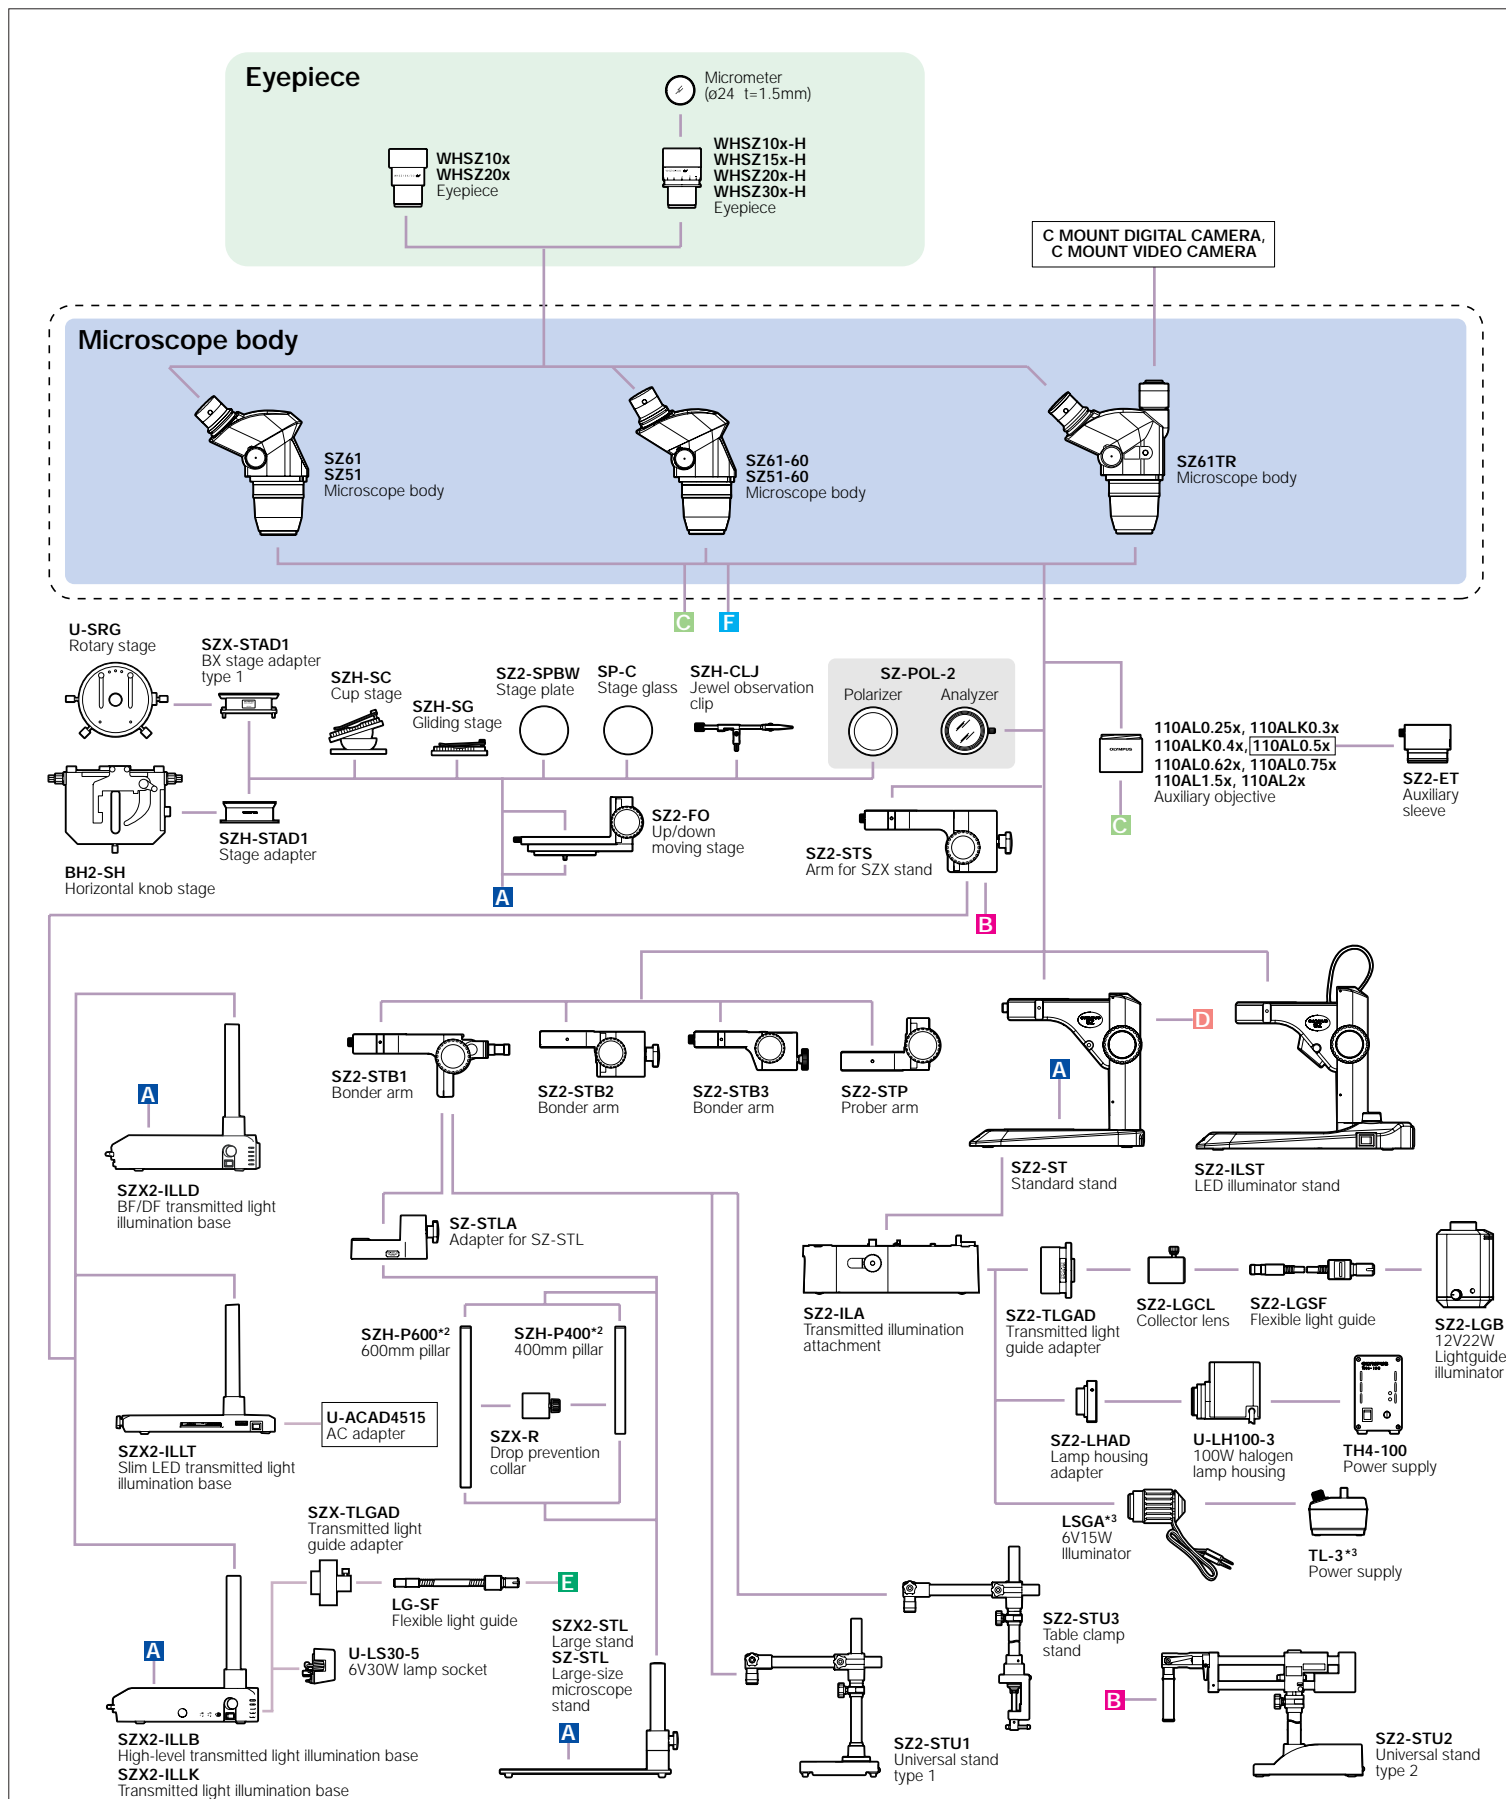 Eyepiece
Micrometer
(ø24  t=1.5mm)
WHSZ10x
WHSZ20x
Eyepiece
WHSZ10x-H
WHSZ15x-H
WHSZ20x-H
WHSZ30x-H
Eyepiece
C MOUNT DIGITAL CAMERA,
C MOUNT VIDEO CAMERA
Microscope body
SZ61
SZ51
Microscope body
SZ61-60
SZ51-60
Microscope body
SZ61TR
Microscope body
C
F
U-SRG
Rotary stage
SZX-STAD1
BX stage adapter
type 1
SZH-SC
Cup stage
SZH-SG
Gliding stage
SZ2-SPBW
Stage plate
SP-C
Stage glass
SZH-CLJ
Jewel observation
clip
SZ-POL-2
Polarizer
Analyzer
OLYMPUS
110AL0.25x, 110ALK0.3x
110ALK0.4x, 110AL0.5x
110AL0.62x, 110AL0.75x
110AL1.5x, 110AL2x
Auxiliary objective
SZ2-ET
Auxiliary
sleeve
C
BH2-SH
Horizontal knob stage
SZH-STAD1
Stage adapter
SZ2-FO
Up/down
moving stage
SZ2-STS
Arm for SZX stand
A
B
SZ2-STB1
Bonder arm
SZ2-STB2
Bonder arm
SZ2-STB3
Bonder arm
SZ2-STP
Prober arm
D
A
A
SZ2-ST
Standard stand
SZ2-ILST
LED illuminator stand
SZX2-ILLD
BF/DF transmitted light
illumination base
SZ-STLA
Adapter for SZ-STL
SZ2-ILA
Transmitted illumination
attachment
SZ2-TLGAD
Transmitted light
guide adapter
SZ2-LGCL
Collector lens
SZ2-LGSF
Flexible light guide
SZ2-LGB
12V22W
Lightguide
illuminator
SZH-P600*2
600mm pillar
SZH-P400*2
400mm pillar
SZX-R
Drop prevention
collar
U-ACAD4515
AC adapter
SZX2-ILLT
Slim LED transmitted light
illumination base
SZ2-LHAD
Lamp housing
adapter
U-LH100-3
100W halogen
lamp housing
TH4-100
Power supply
LSGA*3
6V15W
Illuminator
TL-3*3
Power supply
SZX-TLGAD
Transmitted light
guide adapter
LG-SF
Flexible light guide
E
U-LS30-5
6V30W lamp socket
A
SZX2-ILLB
High-level transmitted light illumination base
SZX2-ILLK
Transmitted light illumination base
SZX2-STL
Large stand
SZ-STL
Large-size
microscope
stand
A
SZ2-STU3
Table clamp
stand
SZ2-STU1
Universal stand
type 1
B
SZ2-STU2
Universal stand
type 2